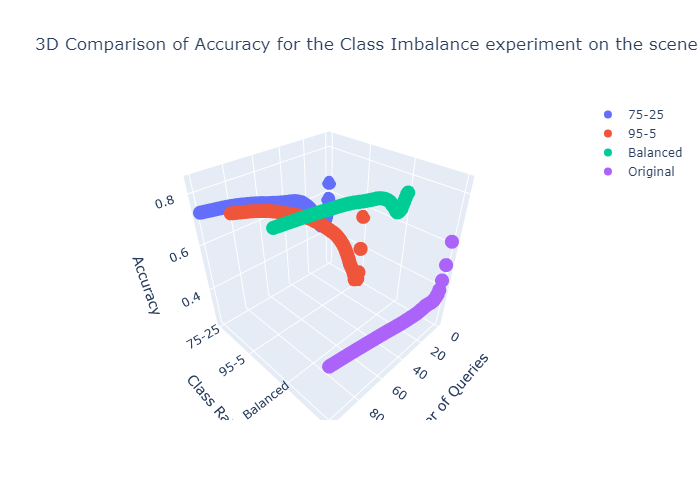 3D Comparison of Accuracy for the Class Imbalance experiment on the scene
75-25
95-5
Balanced
Original
0.8
0.6
0.4
Accuracy
75-25
95-5
Balanced
Class
0
20
40
60
80
of Queries